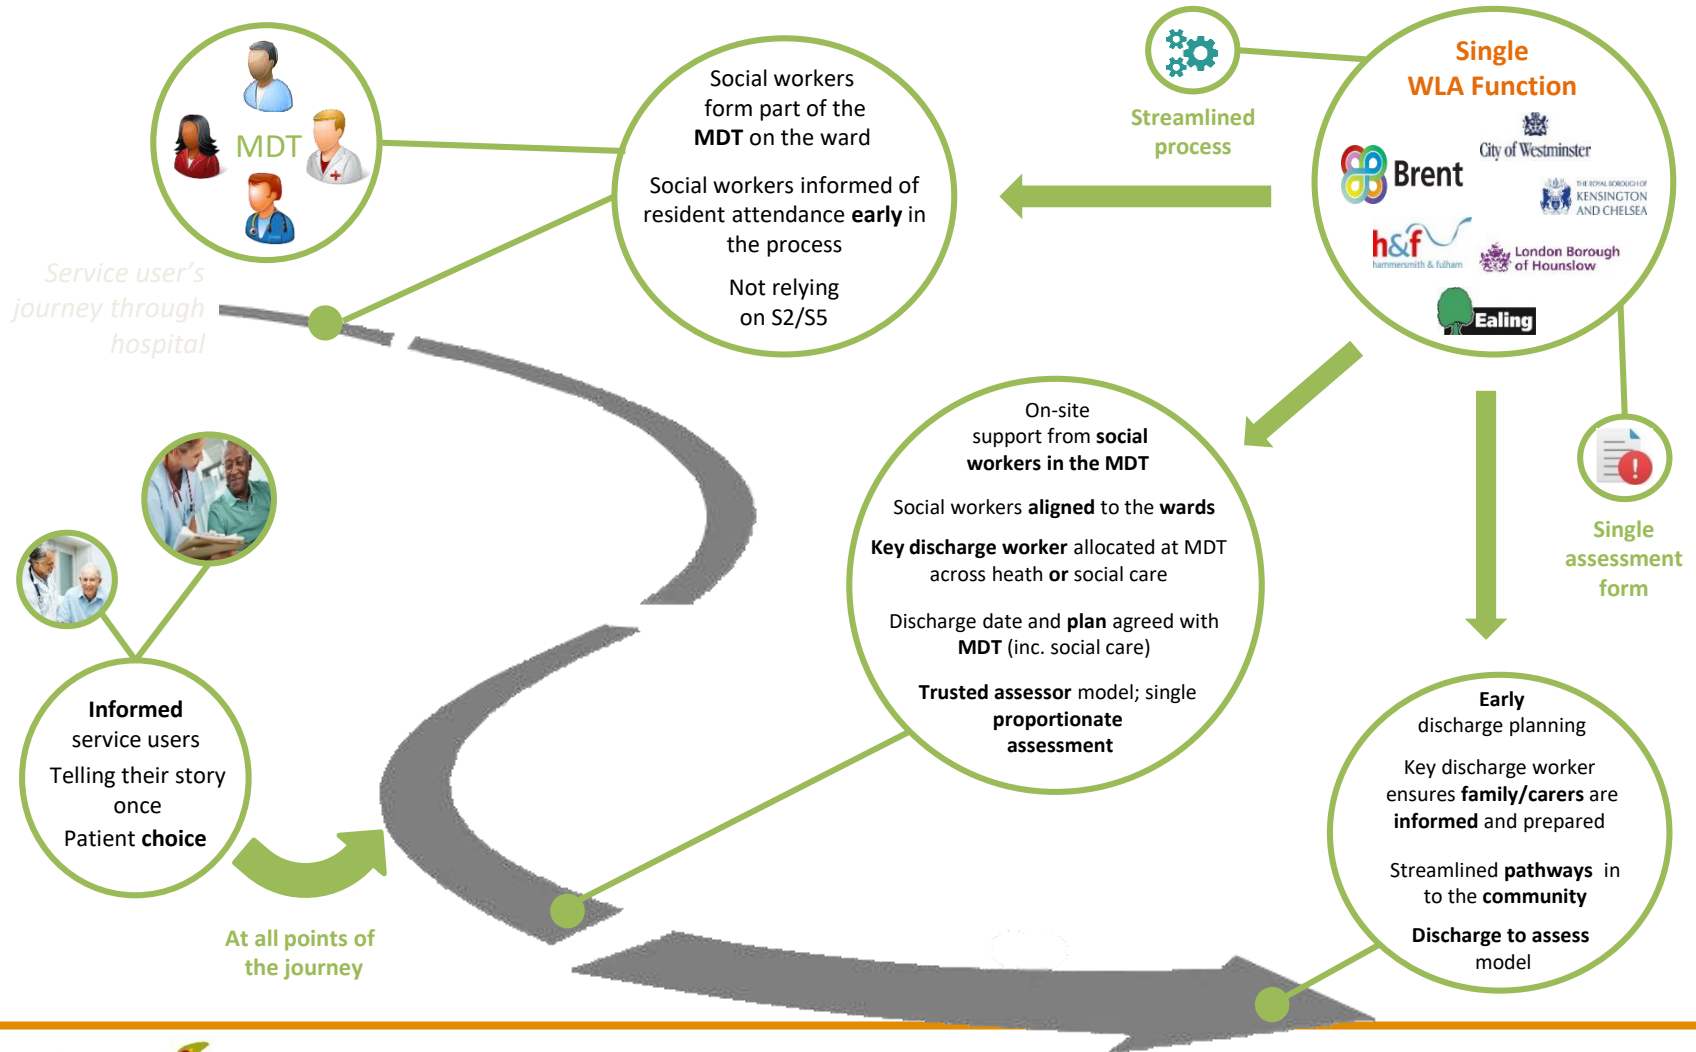 MDT
Social workers
form part of the
MDT on the ward
Social workers informed of
resident attendance early in
the process
Not relying
on S2/S5
Streamlined
process
Single
WLA Function
City of Westminster
Brent
THE ROYAL BOROUGH OF
KENSINGTON
AND CHELSEA
h&f
hammersmith & fulham
London Borough
of Hounslow
Ealing
Service user's
journey through
hospital
On-site
support from social
workers in the MDT
Social workers aligned to the wards
Key discharge worker allocated at MDT
across heath or social care
Discharge date and plan agreed with
MDT (inc. social care)
Trusted assessor model; single
proportionate
assessment
Single
assessment
form
Informed
service users
Telling their story
once
Patient choice
At all points of
the journey
Early
discharge planning
Key discharge worker
ensures family/carers are
informed and prepared
Streamlined pathways in
to the community
Discharge to assess
model